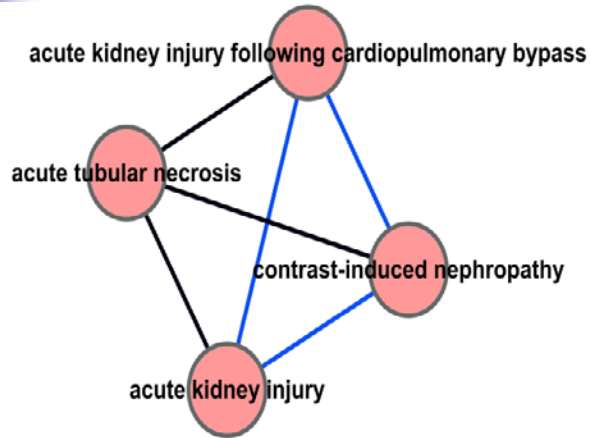 acute kidney injury following cardiopulmonary bypass
acute tubular necrosis
contrast-induced nephropathy
acute kidney injury